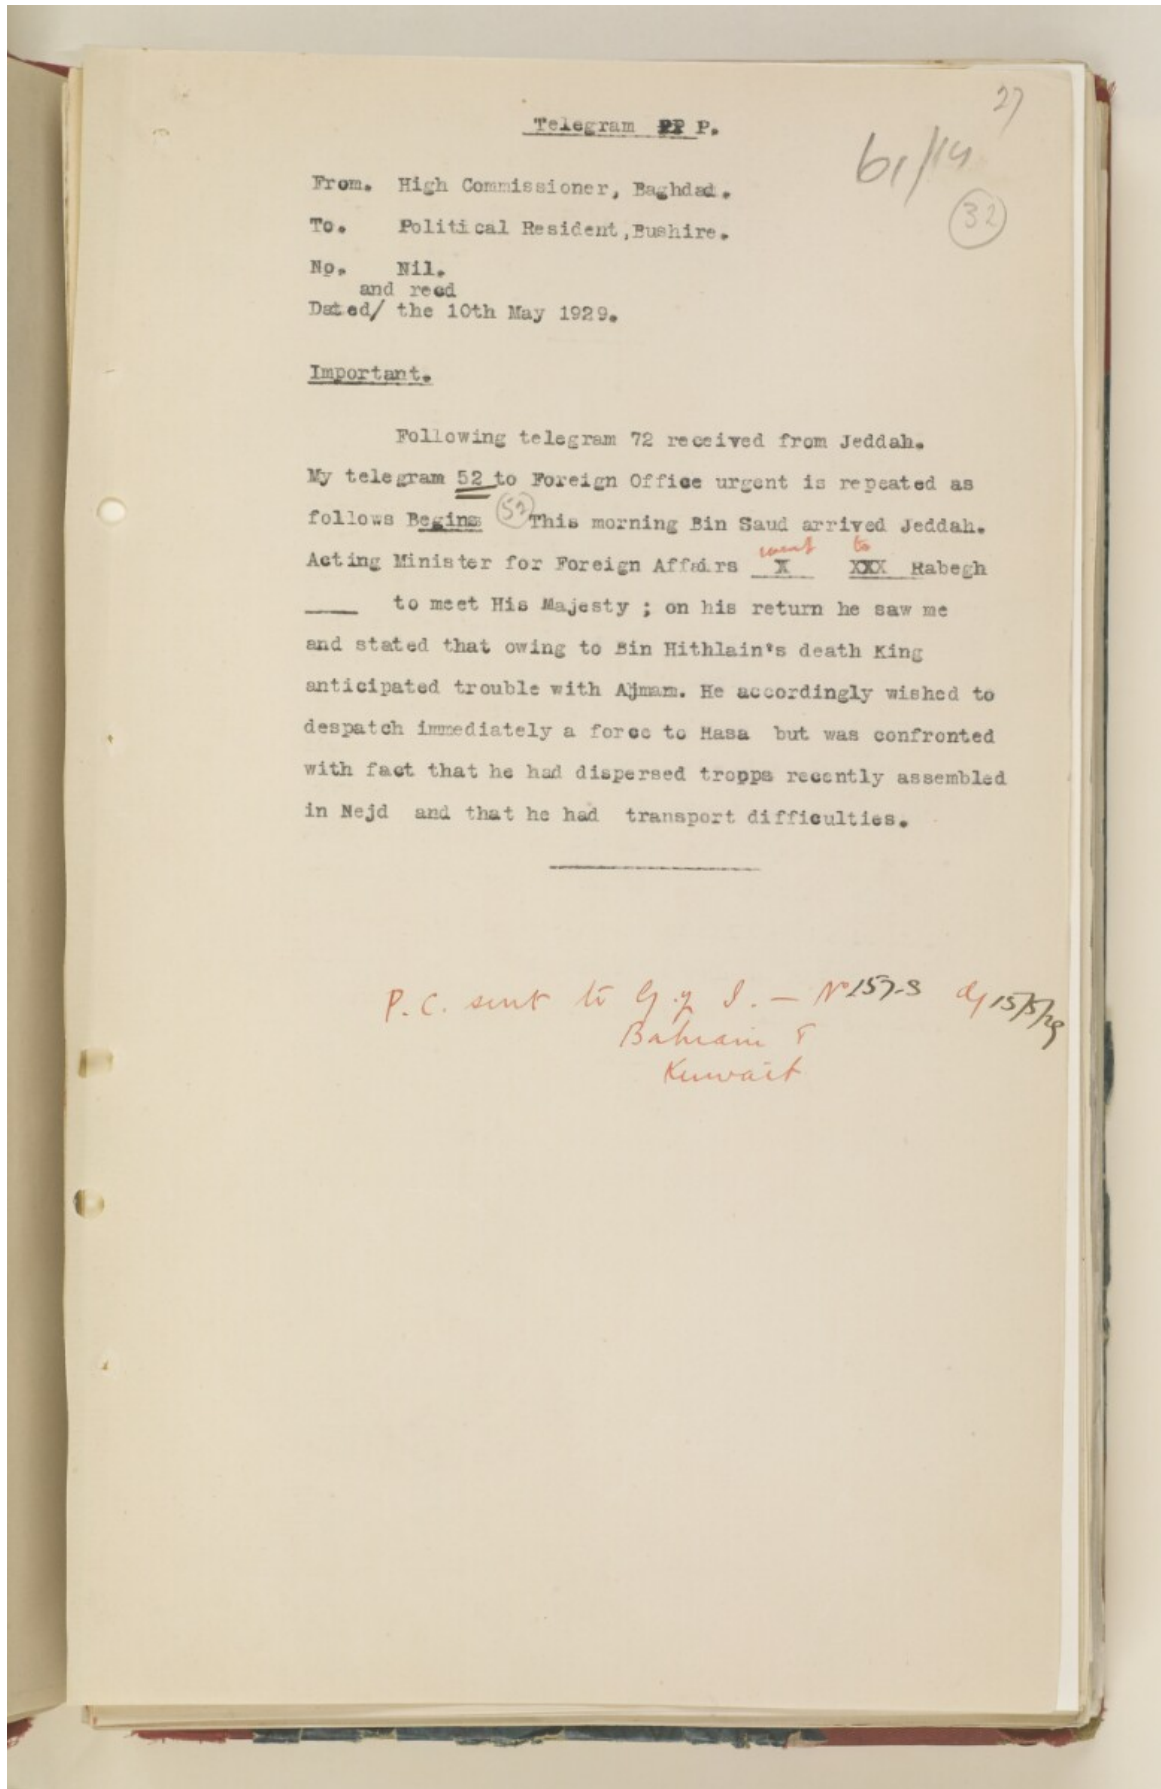 27
61/14
32
Telegram PP P.
From. High Commissioner, Baghdad.
To. Political Resident, Bushire.
No. Nil.
and recd
Dated/ the 10th May 1929.
Important.
Following telegram 72 received from Jeddah.
My telegram 52 to Foreign Office urgent is repeated as
52
follows Begins This morning Bin Saud arrived Jeddah.
went to
Acting Minister for Foreign Affairs X XXX Rabegh
to meet His Majesty ; on his return he saw me
and stated that owing to Bin Hithlain's death King
anticipated trouble with Ajmam. He accordingly wished to
despatch immediately a force to Hasa but was confronted
with fact that he had dispersed tropps recently assembled
in Nejd and that he had transport difficulties.
P.C. sent to G. of I. — No 157-S of 15/5/29
Bahrain &
Kuwait